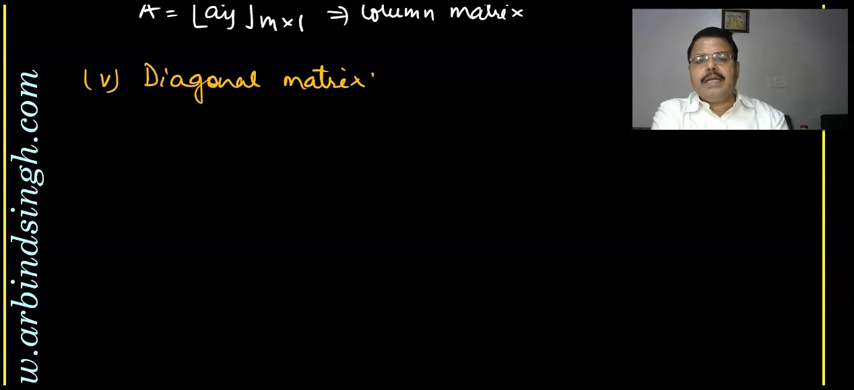 A = [aij]m×1 ⇒ Column matrix
(v) Diagonal matrix
w.arbindsingh.com